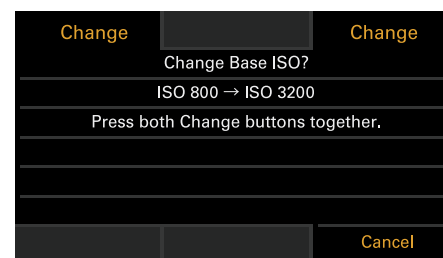 Change Change
Change Base ISO?
ISO 800 → ISO 3200
Press both Change buttons together.
Cancel